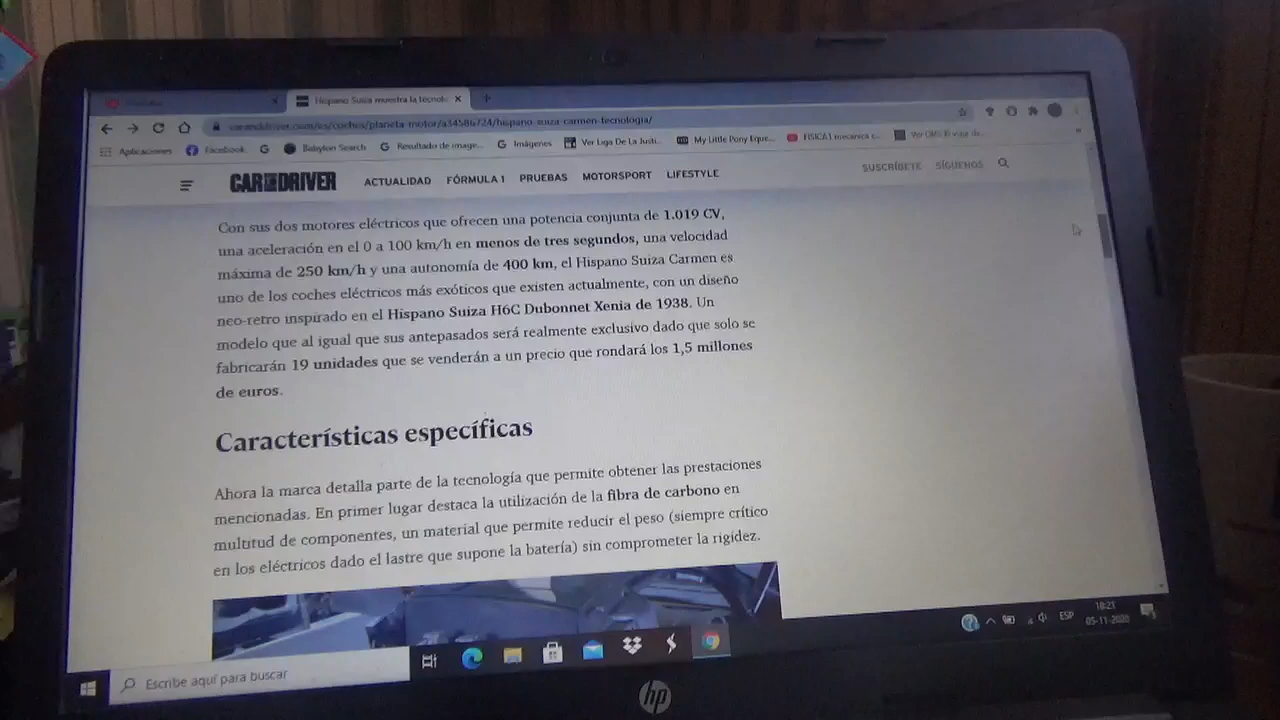 Hispano Suiza muestra la tecnol
caranddriver.com/es/coches/planeta-motor/a34586724/hispano-suiza-carmen-tecnologia/
Aplicaciones Facebook Babylon Search Resultado de image... Imágenes Ver Liga De La Justi... My Little Pony Eque... FISICA1 mecanica c...
CAR AND DRIVER ACTUALIDAD FÓRMULA 1 PRUEBAS MOTORSPORT LIFESTYLE SUSCRÍBETE SÍGUENOS
Con sus dos motores eléctricos que ofrecen una potencia conjunta de 1.019 CV,
una aceleración en el 0 a 100 km/h en menos de tres segundos, una velocidad
máxima de 250 km/h y una autonomía de 400 km, el Hispano Suiza Carmen es
uno de los coches eléctricos más exóticos que existen actualmente, con un diseño
neo-retro inspirado en el Hispano Suiza H6C Dubonnet Xenia de 1938. Un
modelo que al igual que sus antepasados será realmente exclusivo dado que solo se
fabricarán 19 unidades que se venderán a un precio que rondará los 1,5 millones
de euros.
Características específicas
Ahora la marca detalla parte de la tecnología que permite obtener las prestaciones
mencionadas. En primer lugar destaca la utilización de la fibra de carbono en
multitud de componentes, un material que permite reducir el peso (siempre crítico
en los eléctricos dado el lastre que supone la batería) sin comprometer la rigidez.
Escribe aquí para buscar
ESP
18:21
05-11-2020
hp